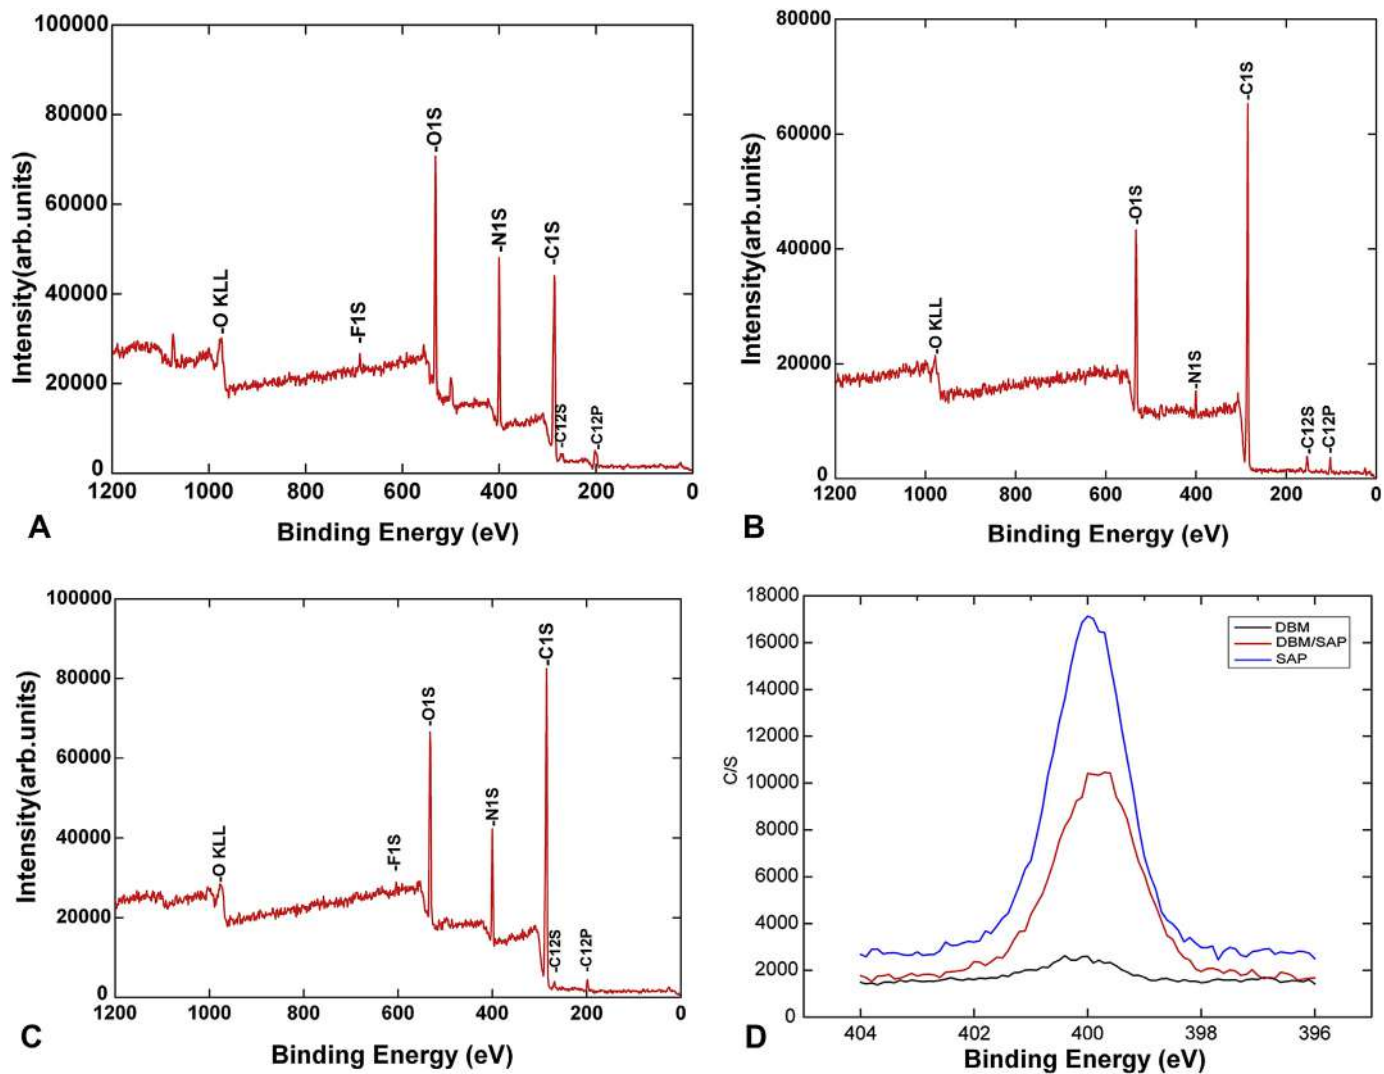 100000
80000
60000
40000
20000
0
1200 1000 800 600 400 200 0
Intensity(arb.units)
Binding Energy (eV)
-O KLL
-F1S
-O1S
-N1S
-C1S
-C12S
-C12P
A
80000
60000
40000
20000
0
1200 1000 800 600 400 200 0
Intensity(arb.units)
Binding Energy (eV)
-O KLL
-O1S
-N1S
-C1S
-C12S
-C12P
B
100000
80000
60000
40000
20000
0
1200 1000 800 600 400 200 0
Intensity(arb.units)
Binding Energy (eV)
-O KLL
-F1S
-O1S
-N1S
-C1S
-C12S
-C12P
C
18000
16000
14000
12000
10000
8000
6000
4000
2000
0
404 402 400 398 396
C/S
Binding Energy (eV)
DBM
DBM/SAP
SAP
D